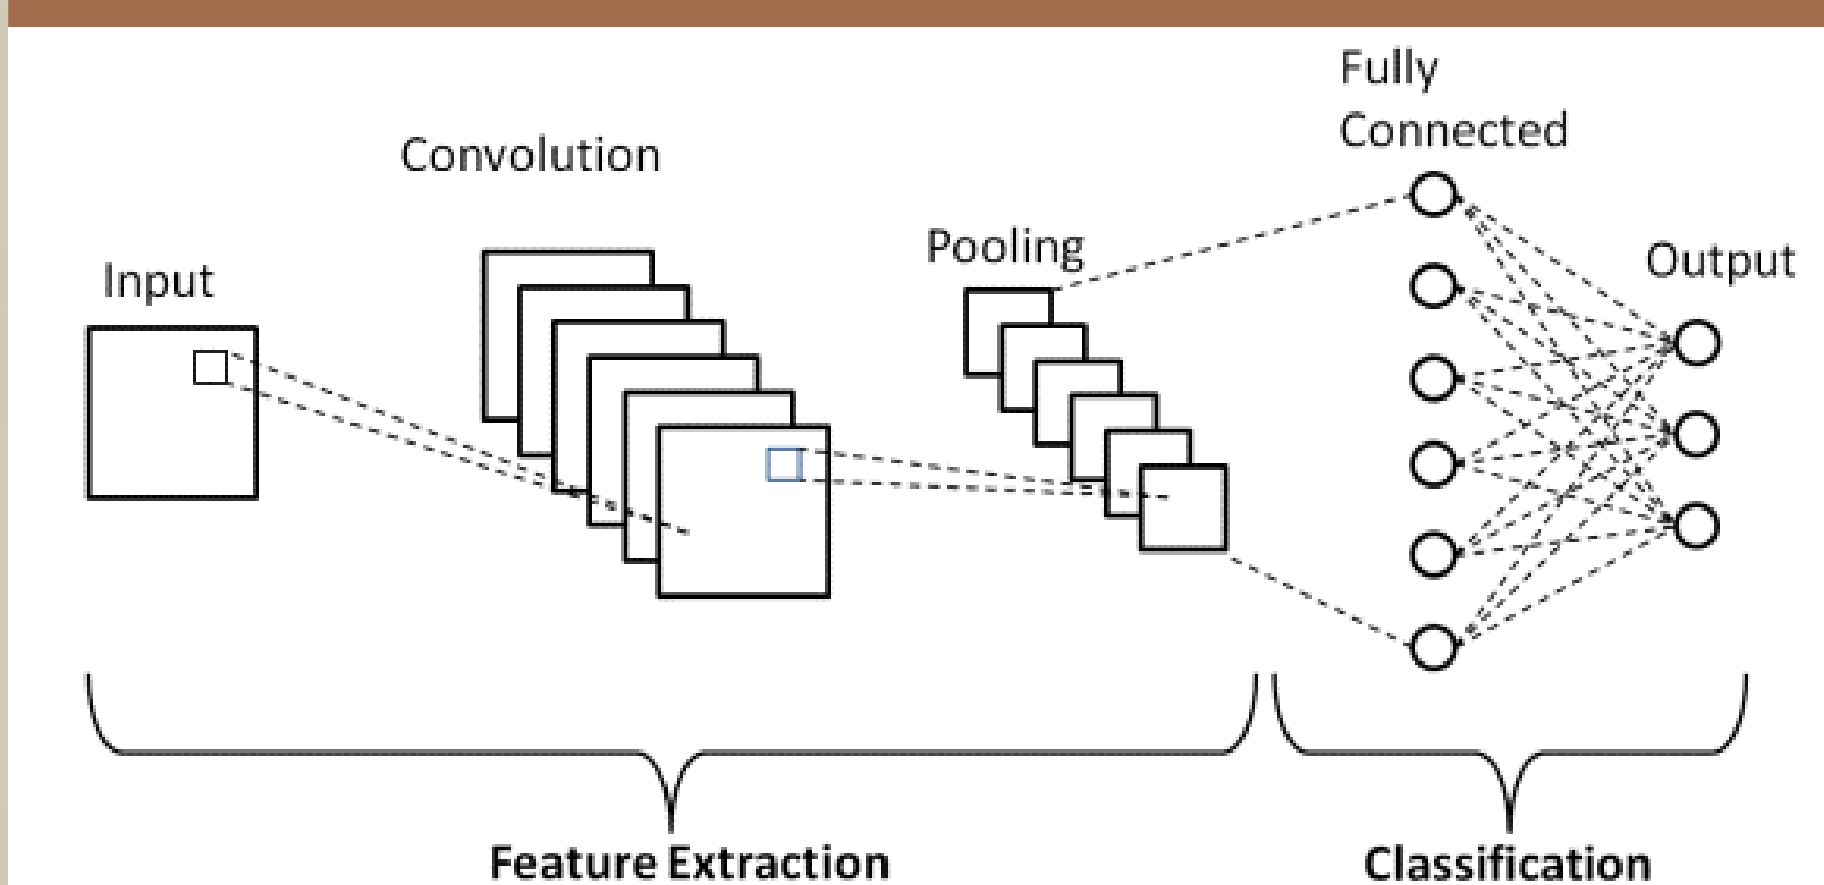 Input
Convolution
Pooling
Fully
Connected
Output
Feature Extraction
Classification